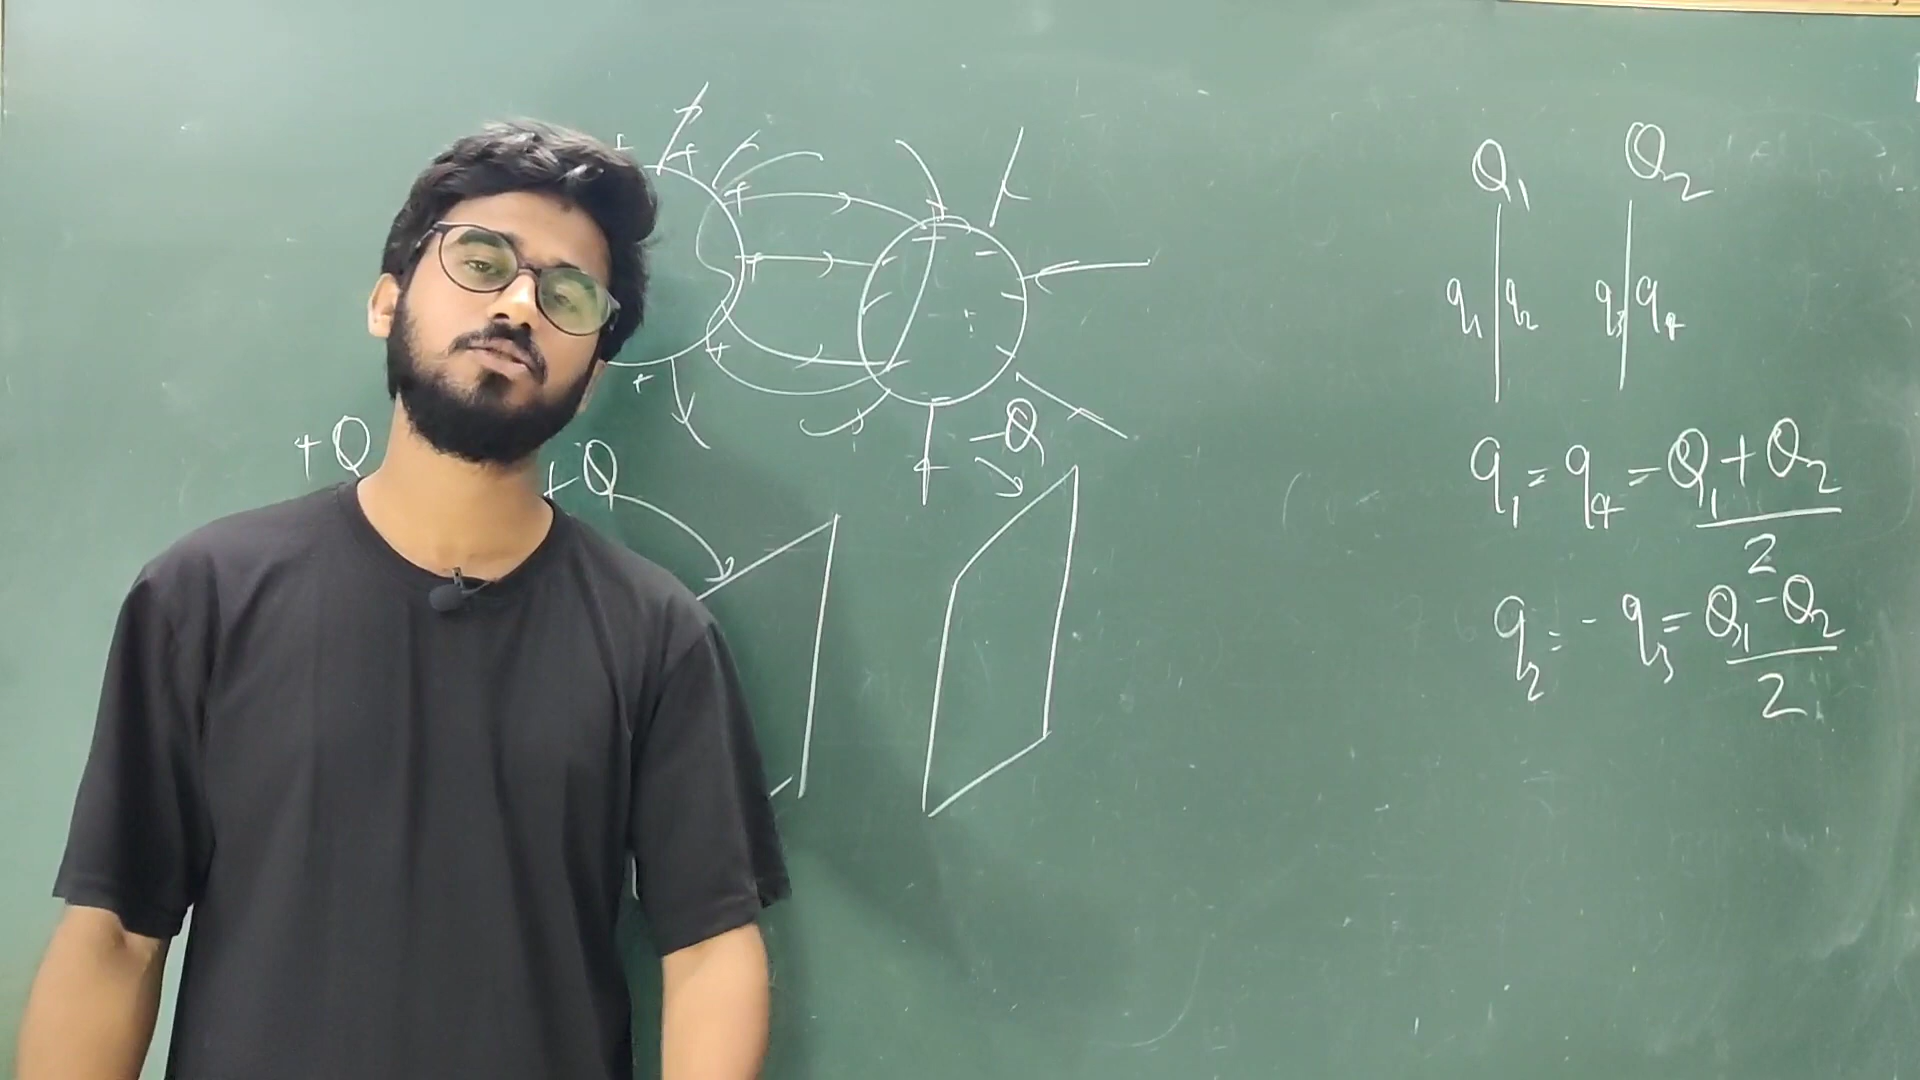 Q₁ Q₂
q₁ q₂ q₃ q₄
+Q +Q -Q
q₁ = q₄ = Q₁+Q₂/2
q₂ = - q₃ = Q₁-Q₂/2